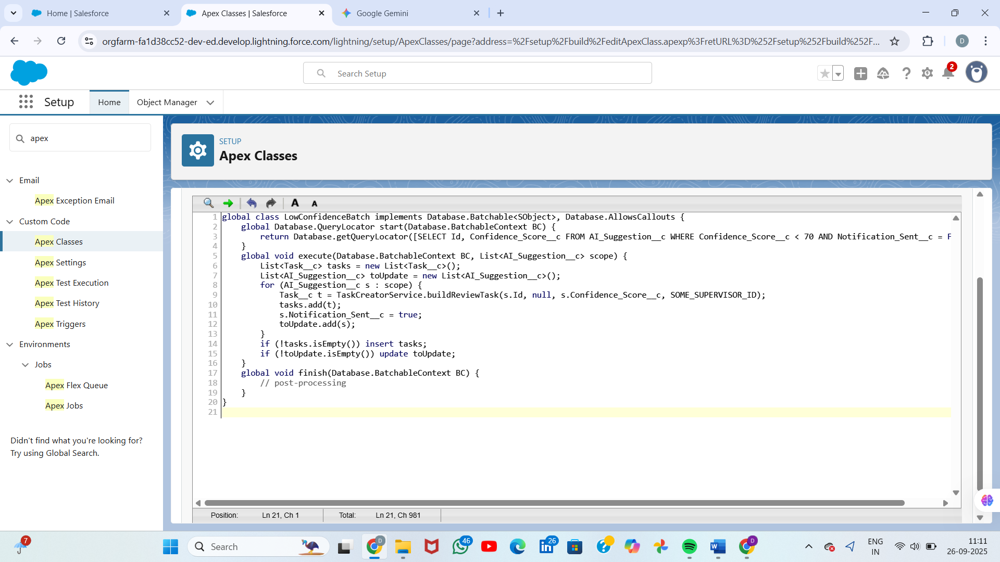 Home | Salesforce
Apex Classes | Salesforce
Google Gemini
orgfarm-fa1d38cc52-dev-ed.develop.lightning.force.com/lightning/setup/ApexClasses/page?address=%2Fsetup%2Fbuild%2FeditApexClass.apexp%3FretURL%3D%252Fsetup%252Fbuild%252F...
D
Search Setup
2
Setup
Home
Object Manager
apex
Email
Apex Exception Email
Custom Code
Apex Classes
Apex Settings
Apex Test Execution
Apex Test History
Apex Triggers
Environments
Jobs
Apex Flex Queue
Apex Jobs
Didn't find what you're looking for?
Try using Global Search.
SETUP
Apex Classes
A A
1 global class LowConfidenceBatch implements Database.Batchable<SObject>, Database.AllowsCallouts {
2 global Database.QueryLocator start(Database.BatchableContext BC) {
3 return Database.getQueryLocator([SELECT Id, Confidence_Score__c FROM AI_Suggestion__c WHERE Confidence_Score__c < 70 AND Notification_Sent__c = F
4 }
5 global void execute(Database.BatchableContext BC, List<AI_Suggestion__c> scope) {
6 List<Task__c> tasks = new List<Task__c>();
7 List<AI_Suggestion__c> toUpdate = new List<AI_Suggestion__c>();
8 for (AI_Suggestion__c s : scope) {
9 Task__c t = TaskCreatorService.buildReviewTask(s.Id, null, s.Confidence_Score__c, SOME_SUPERVISOR_ID);
10 tasks.add(t);
11 s.Notification_Sent__c = true;
12 toUpdate.add(s);
13 }
14 if (!tasks.isEmpty()) insert tasks;
15 if (!toUpdate.isEmpty()) update toUpdate;
16 }
17 global void finish(Database.BatchableContext BC) {
18 // post-processing
19 }
20 }
21
Position: Ln 21, Ch 1 Total: Ln 21, Ch 981
7
Search
D
46
26
D
ENG
IN
11:11
26-09-2025